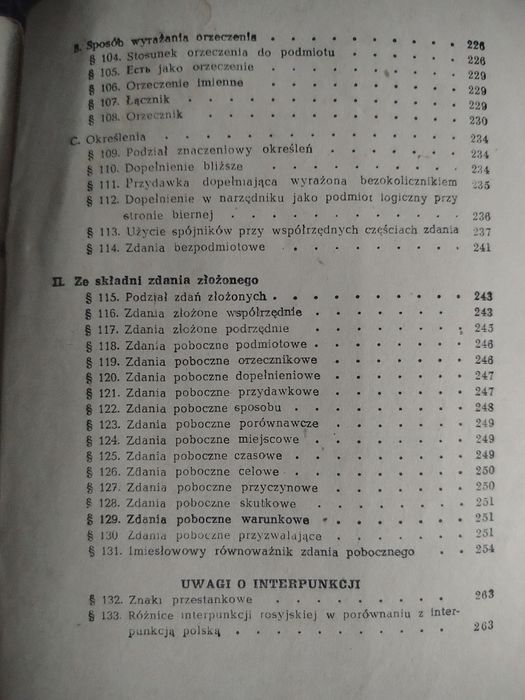 B. Sposób wyrażania orzeczenia . . . . . . . . . . 226
§ 104. Stosunek orzeczenia do podmiotu . . . . . . 226
§ 105. Есть jako orzeczenie . . . . . . . . . 229
§ 106. Orzeczenie imienne . . . . . . . . . 229
§ 107. Łącznik . . . . . . . . . . . . 229
§ 108. Orzecznik . . . . . . . . . . . 230
C. Określenia . . . . . . . . . . . . . 234
§ 109. Podział znaczeniowy określeń . . . . . . 234
§ 110. Dopełnienie bliższe . . . . . . . . . 234
§ 111. Przydawka dopełniająca wyrażona bezokolicznikiem 235
§ 112. Dopełnienie w narzędniku jako podmiot logiczny przy
stronie biernej . . . . . . . . . . . 236
§ 113. Użycie spójników przy współrzędnych częściach zdania 237
§ 114. Zdania bezpodmiotowe . . . . . . . . 241
II. Ze składni zdania złożonego
§ 115. Podział zdań złożonych . . . . . . . . . 243
§ 116. Zdania złożone współrzędnie . . . . . . . 243
§ 117. Zdania złożone podrzędnie . . . . . . . 245
§ 118. Zdania poboczne podmiotowe . . . . . . . 246
§ 119. Zdania poboczne orzecznikowe . . . . . . 246
§ 120. Zdania poboczne dopełnieniowe . . . . . . 247
§ 121. Zdania poboczne przydawkowe . . . . . . 247
§ 122. Zdania poboczne sposobu . . . . . . . . 248
§ 123. Zdania poboczne porównawcze . . . . . . 249
§ 124. Zdania poboczne miejscowe . . . . . . . 249
§ 125. Zdania poboczne czasowe . . . . . . . . 249
§ 126. Zdania poboczne celowe . . . . . . . . 250
§ 127. Zdania poboczne przyczynowe . . . . . . 250
§ 128. Zdania poboczne skutkowe . . . . . . . 251
§ 129. Zdania poboczne warunkowe . . . . . . . 251
§ 130 Zdania poboczne przyzwalające . . . . . . 251
§ 131. Imiesłowowy równoważnik zdania pobocznego . . 254
UWAGI O INTERPUNKCJI
§ 132. Znaki przestankowe . . . . . . . . . 263
§ 133. Różnice interpunkcji rosyjskiej w porównaniu z inter-
punkcją polską . . . . . . . . . . . 263